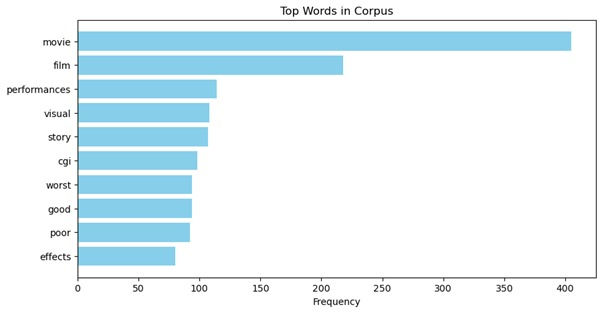 Top Words in Corpus
movie
film
performances
visual
story
cgi
worst
good
poor
effects
0 50 100 150 200 250 300 350 400
Frequency